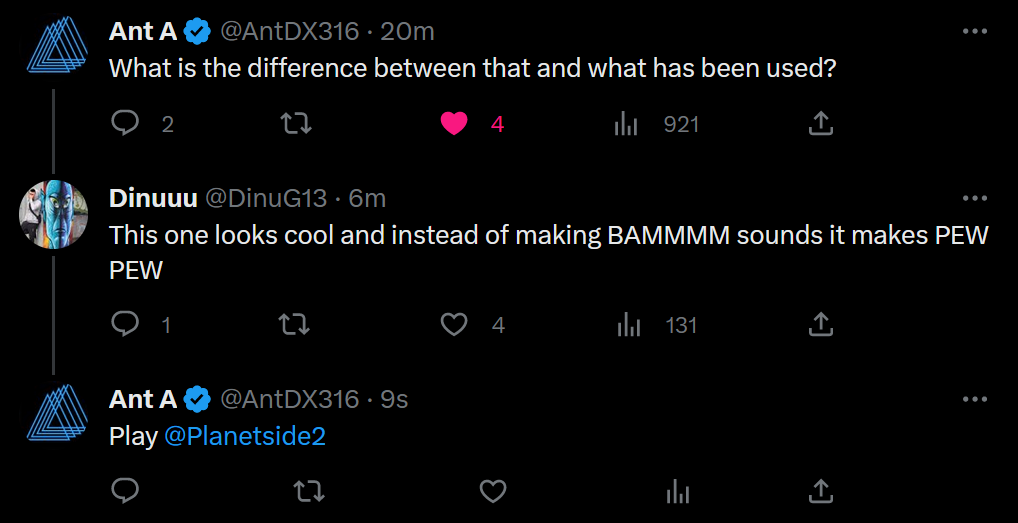 Ant A @AntDX316 · 20m
What is the difference between that and what has been used?
2 4 921
Dinuuu @DinuG13 · 6m
This one looks cool and instead of making BAMMMM sounds it makes PEW
PEW
1 4 131
Ant A @AntDX316 · 9s
Play @Planetside2